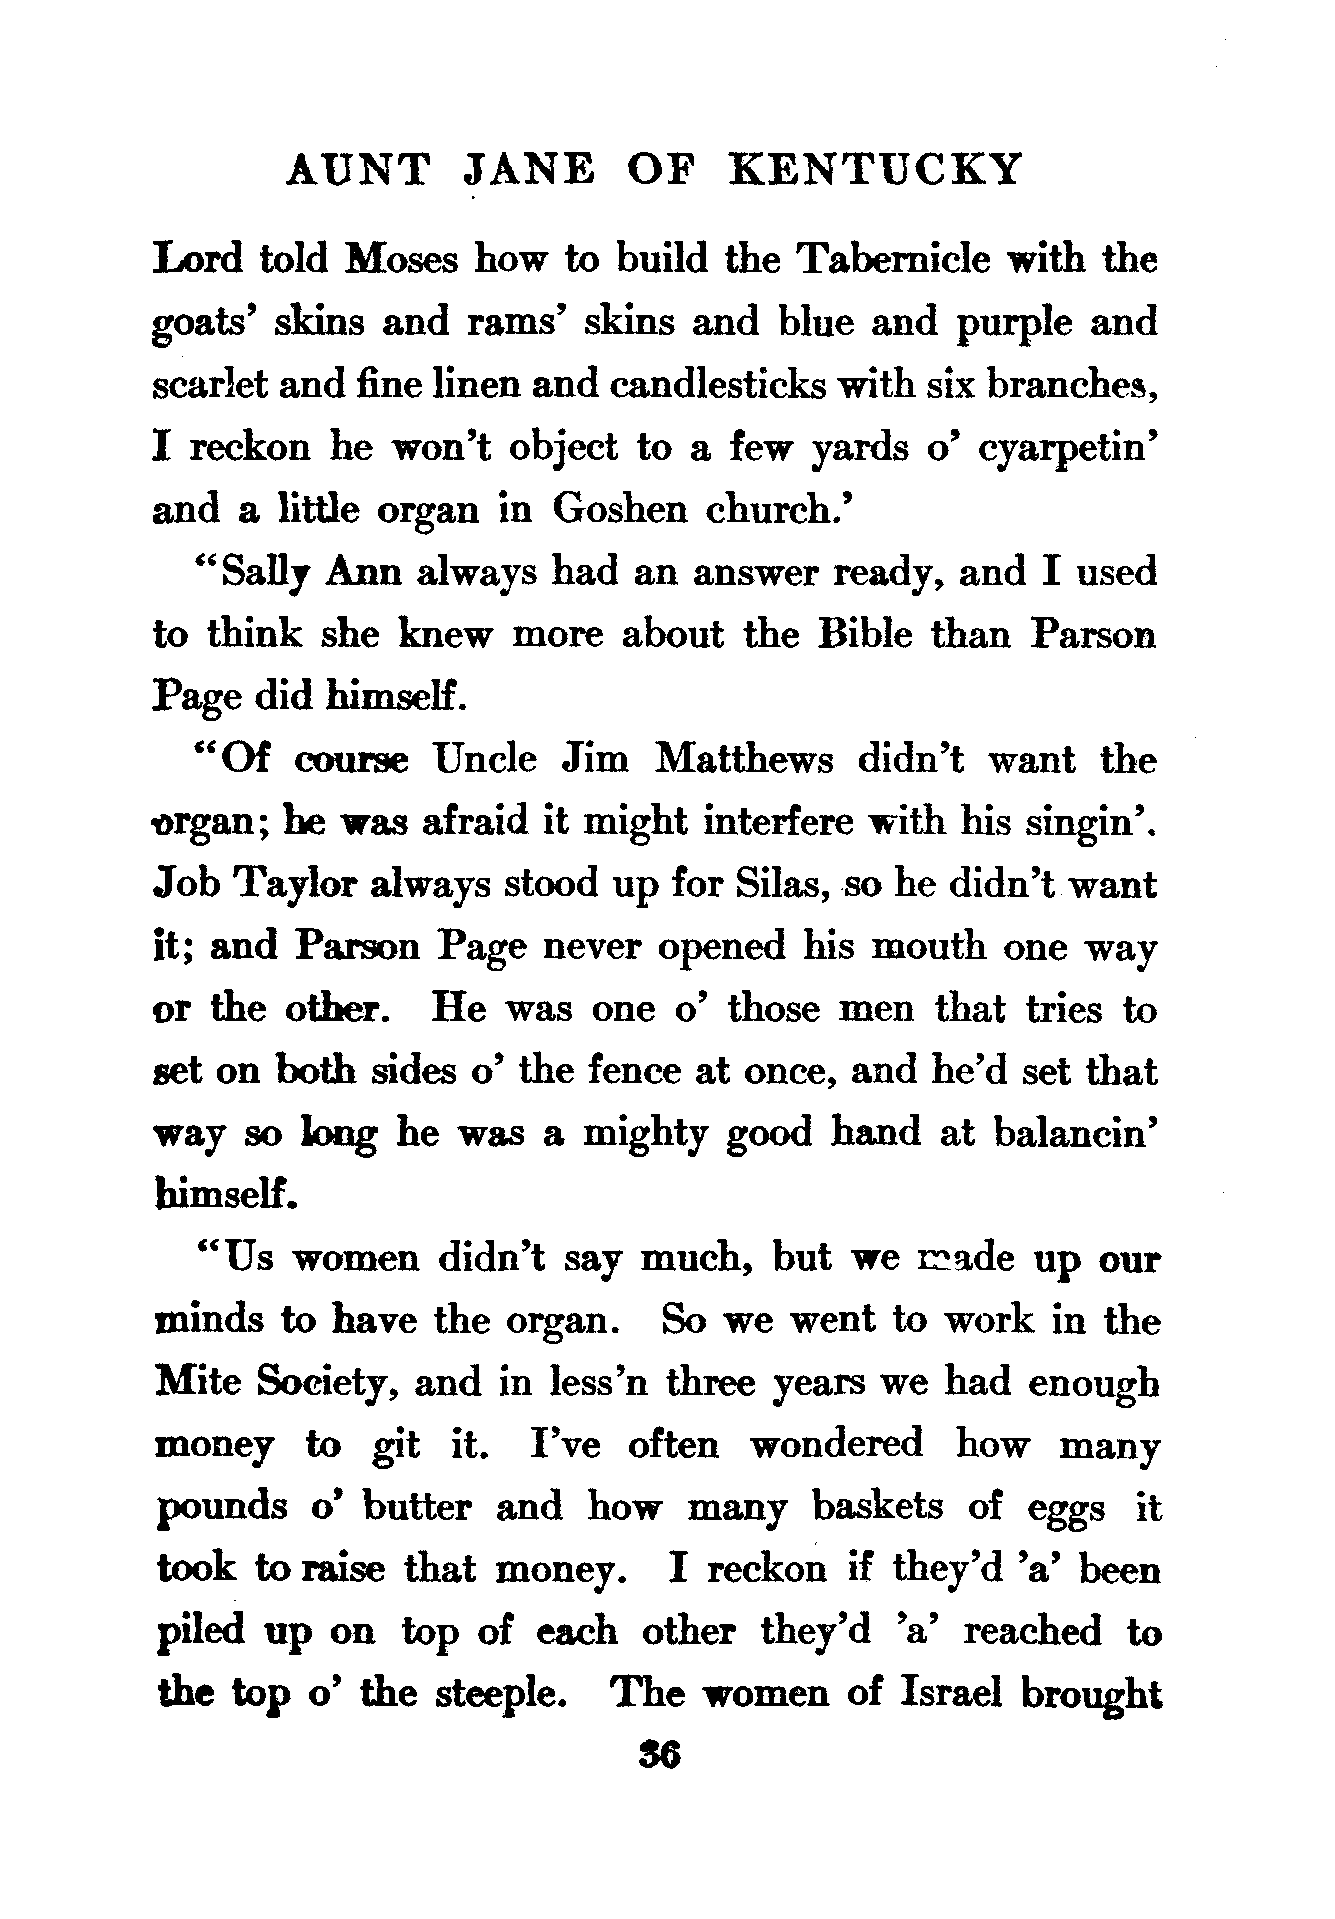 AUNT JANE OF KENTUCKY
Lord told Moses how to build the Tabernicle with the
goats’ skins and rams’ skins and blue and purple and
scarlet and fine linen and candlesticks with six branches,
I reckon he won’t object to a few yards o’ cyarpetin’
and a little organ in Goshen church.’
“Sally Ann always had an answer ready, and I used
to think she knew more about the Bible than Parson
Page did himself.
“Of course Uncle Jim Matthews didn’t want the
organ; he was afraid it might interfere with his singin’.
Job Taylor always stood up for Silas, so he didn’t want
it; and Parson Page never opened his mouth one way
or the other. He was one o’ those men that tries to
set on both sides o’ the fence at once, and he’d set that
way so long he was a mighty good hand at balancin’
himself.
“Us women didn’t say much, but we made up our
minds to have the organ. So we went to work in the
Mite Society, and in less’n three years we had enough
money to git it. I’ve often wondered how many
pounds o’ butter and how many baskets of eggs it
took to raise that money. I reckon if they’d ’a’ been
piled up on top of each other they’d ’a’ reached to
the top o’ the steeple. The women of Israel brought
36